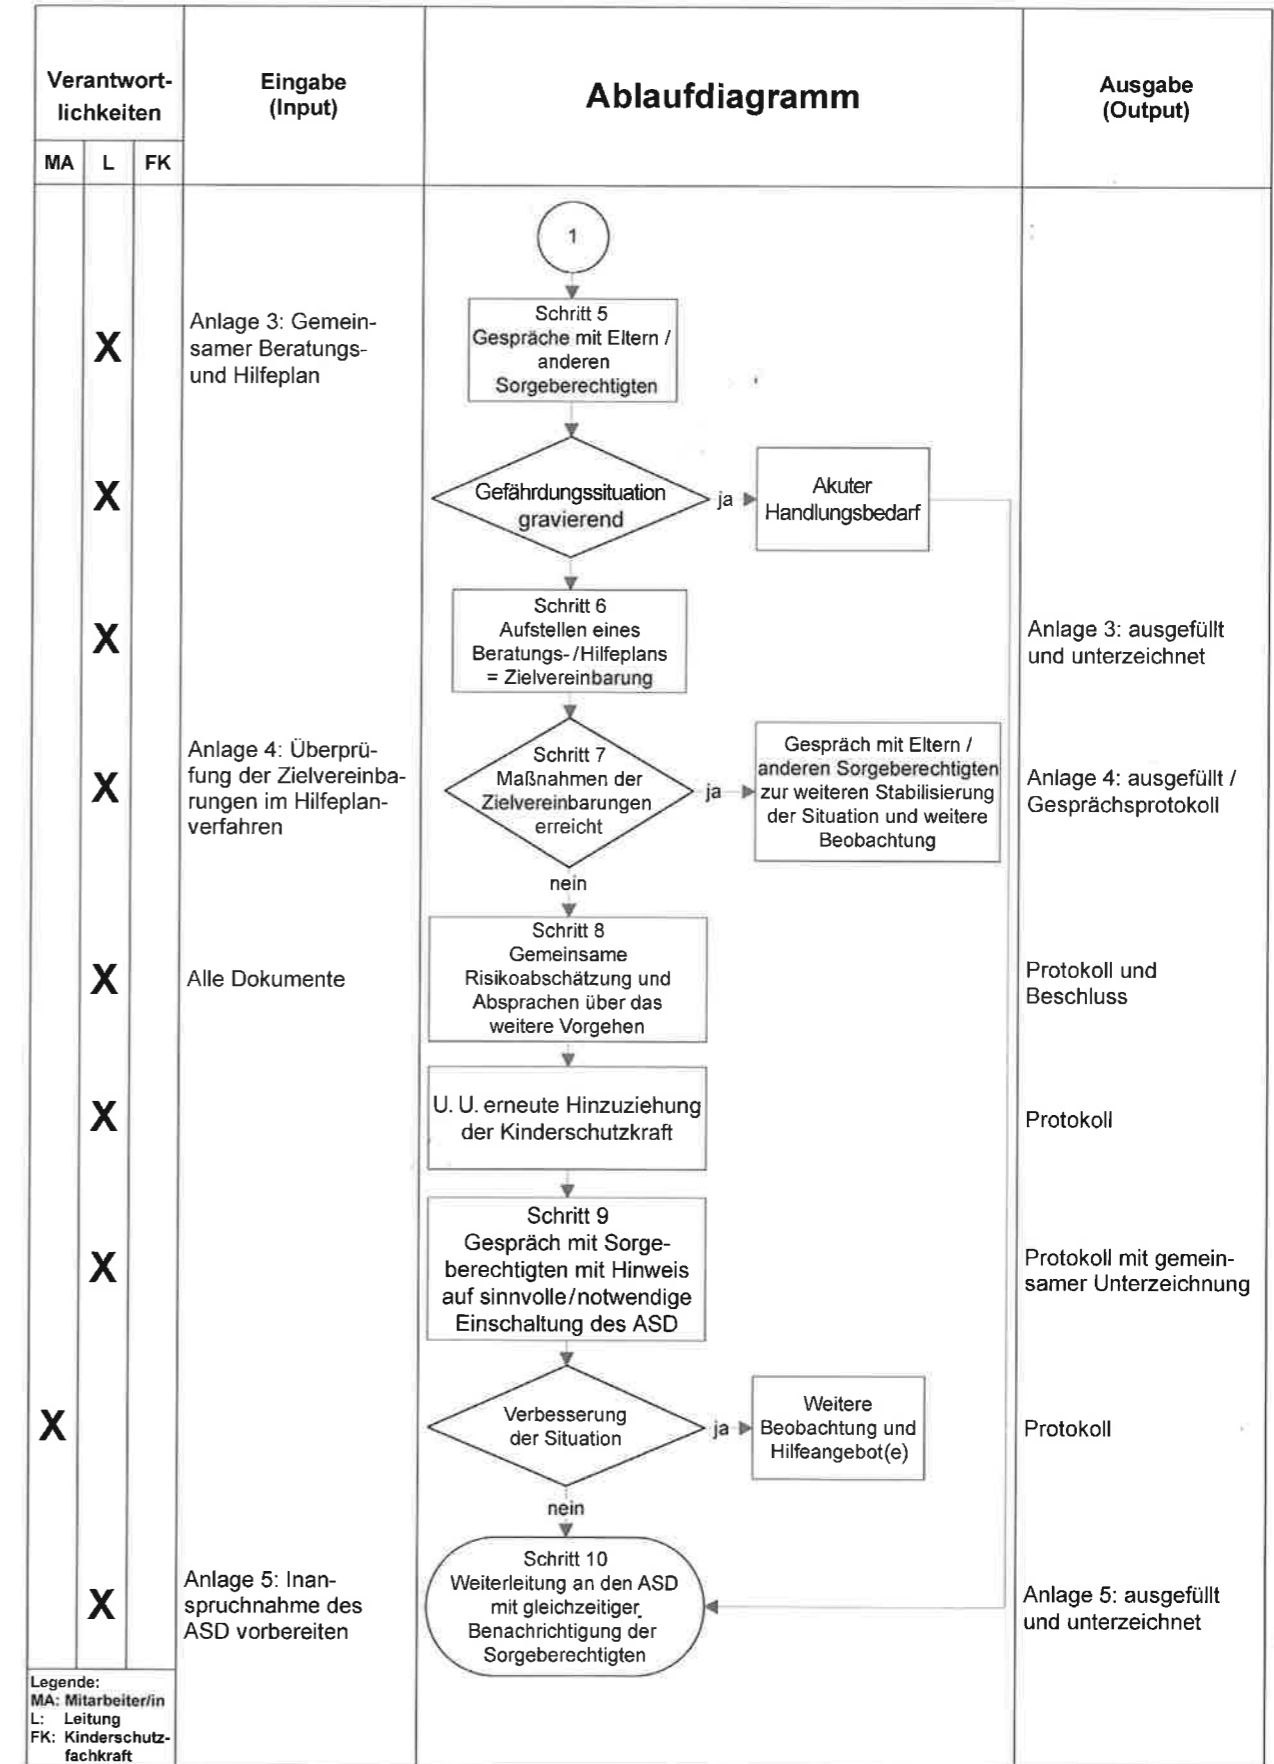 Verantwort-
lichkeiten
Eingabe
(Input)
Ablaufdiagramm
Ausgabe
(Output)
MA
L
FK
1
X
Anlage 3: Gemein-
samer Beratungs-
und Hilfeplan
Schritt 5
Gespräche mit Eltern /
anderen
Sorgeberechtigten
X
Gefährdungssituation
gravierend
ja
Akuter
Handlungsbedarf
X
Schritt 6
Aufstellen eines
Beratungs-/Hilfeplans
= Zielvereinbarung
Anlage 3: ausgefüllt
und unterzeichnet
X
Anlage 4: Überprü-
fung der Zielvereinba-
rungen im Hilfeplan-
verfahren
Schritt 7
Maßnahmen der
Zielvereinbarungen
erreicht
ja
Gespräch mit Eltern /
anderen Sorgeberechtigten
zur weiteren Stabilisierung
der Situation und weitere
Beobachtung
Anlage 4: ausgefüllt /
Gesprächsprotokoll
nein
X
Alle Dokumente
Schritt 8
Gemeinsame
Risikoabschätzung und
Absprachen über das
weitere Vorgehen
Protokoll und
Beschluss
X
U. U. erneute Hinzuziehung
der Kinderschutzkraft
Protokoll
X
Schritt 9
Gespräch mit Sorge-
berechtigten mit Hinweis
auf sinnvolle/notwendige
Einschaltung des ASD
Protokoll mit gemein-
samer Unterzeichnung
X
Verbesserung
der Situation
ja
Weitere
Beobachtung und
Hilfeangebot(e)
Protokoll
nein
X
Anlage 5: Inan-
spruchnahme des
ASD vorbereiten
Schritt 10
Weiterleitung an den ASD
mit gleichzeitiger
Benachrichtigung der
Sorgeberechtigten
Anlage 5: ausgefüllt
und unterzeichnet
Legende:
MA: Mitarbeiter/in
L: Leitung
FK: Kinderschutz-
fachkraft